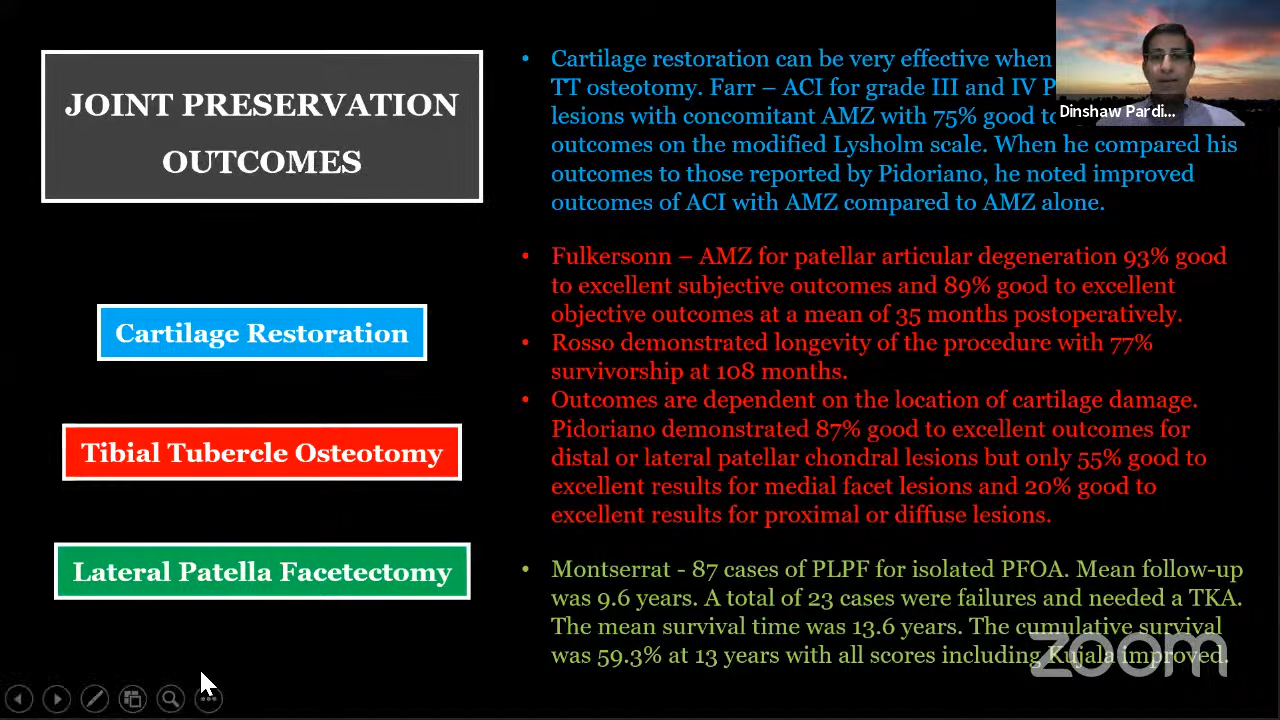 JOINT PRESERVATION
OUTCOMES
Cartilage Restoration
Tibial Tubercle Osteotomy
Lateral Patella Facetectomy
• Cartilage restoration can be very effective when
TT osteotomy. Farr – ACI for grade III and IV
lesions with concomitant AMZ with 75% good to
outcomes on the modified Lysholm scale. When he compared his
outcomes to those reported by Pidoriano, he noted improved
outcomes of ACI with AMZ compared to AMZ alone.
• Fulkersonn – AMZ for patellar articular degeneration 93% good
to excellent subjective outcomes and 89% good to excellent
objective outcomes at a mean of 35 months postoperatively.
• Rosso demonstrated longevity of the procedure with 77%
survivorship at 108 months.
• Outcomes are dependent on the location of cartilage damage.
Pidoriano demonstrated 87% good to excellent outcomes for
distal or lateral patellar chondral lesions but only 55% good to
excellent results for medial facet lesions and 20% good to
excellent results for proximal or diffuse lesions.
• Montserrat - 87 cases of PLPF for isolated PFOA. Mean follow-up
was 9.6 years. A total of 23 cases were failures and needed a TKA.
The mean survival time was 13.6 years. The cumulative survival
was 59.3% at 13 years with all scores including Kujala improved.
Dinshaw Pardi...
zoom